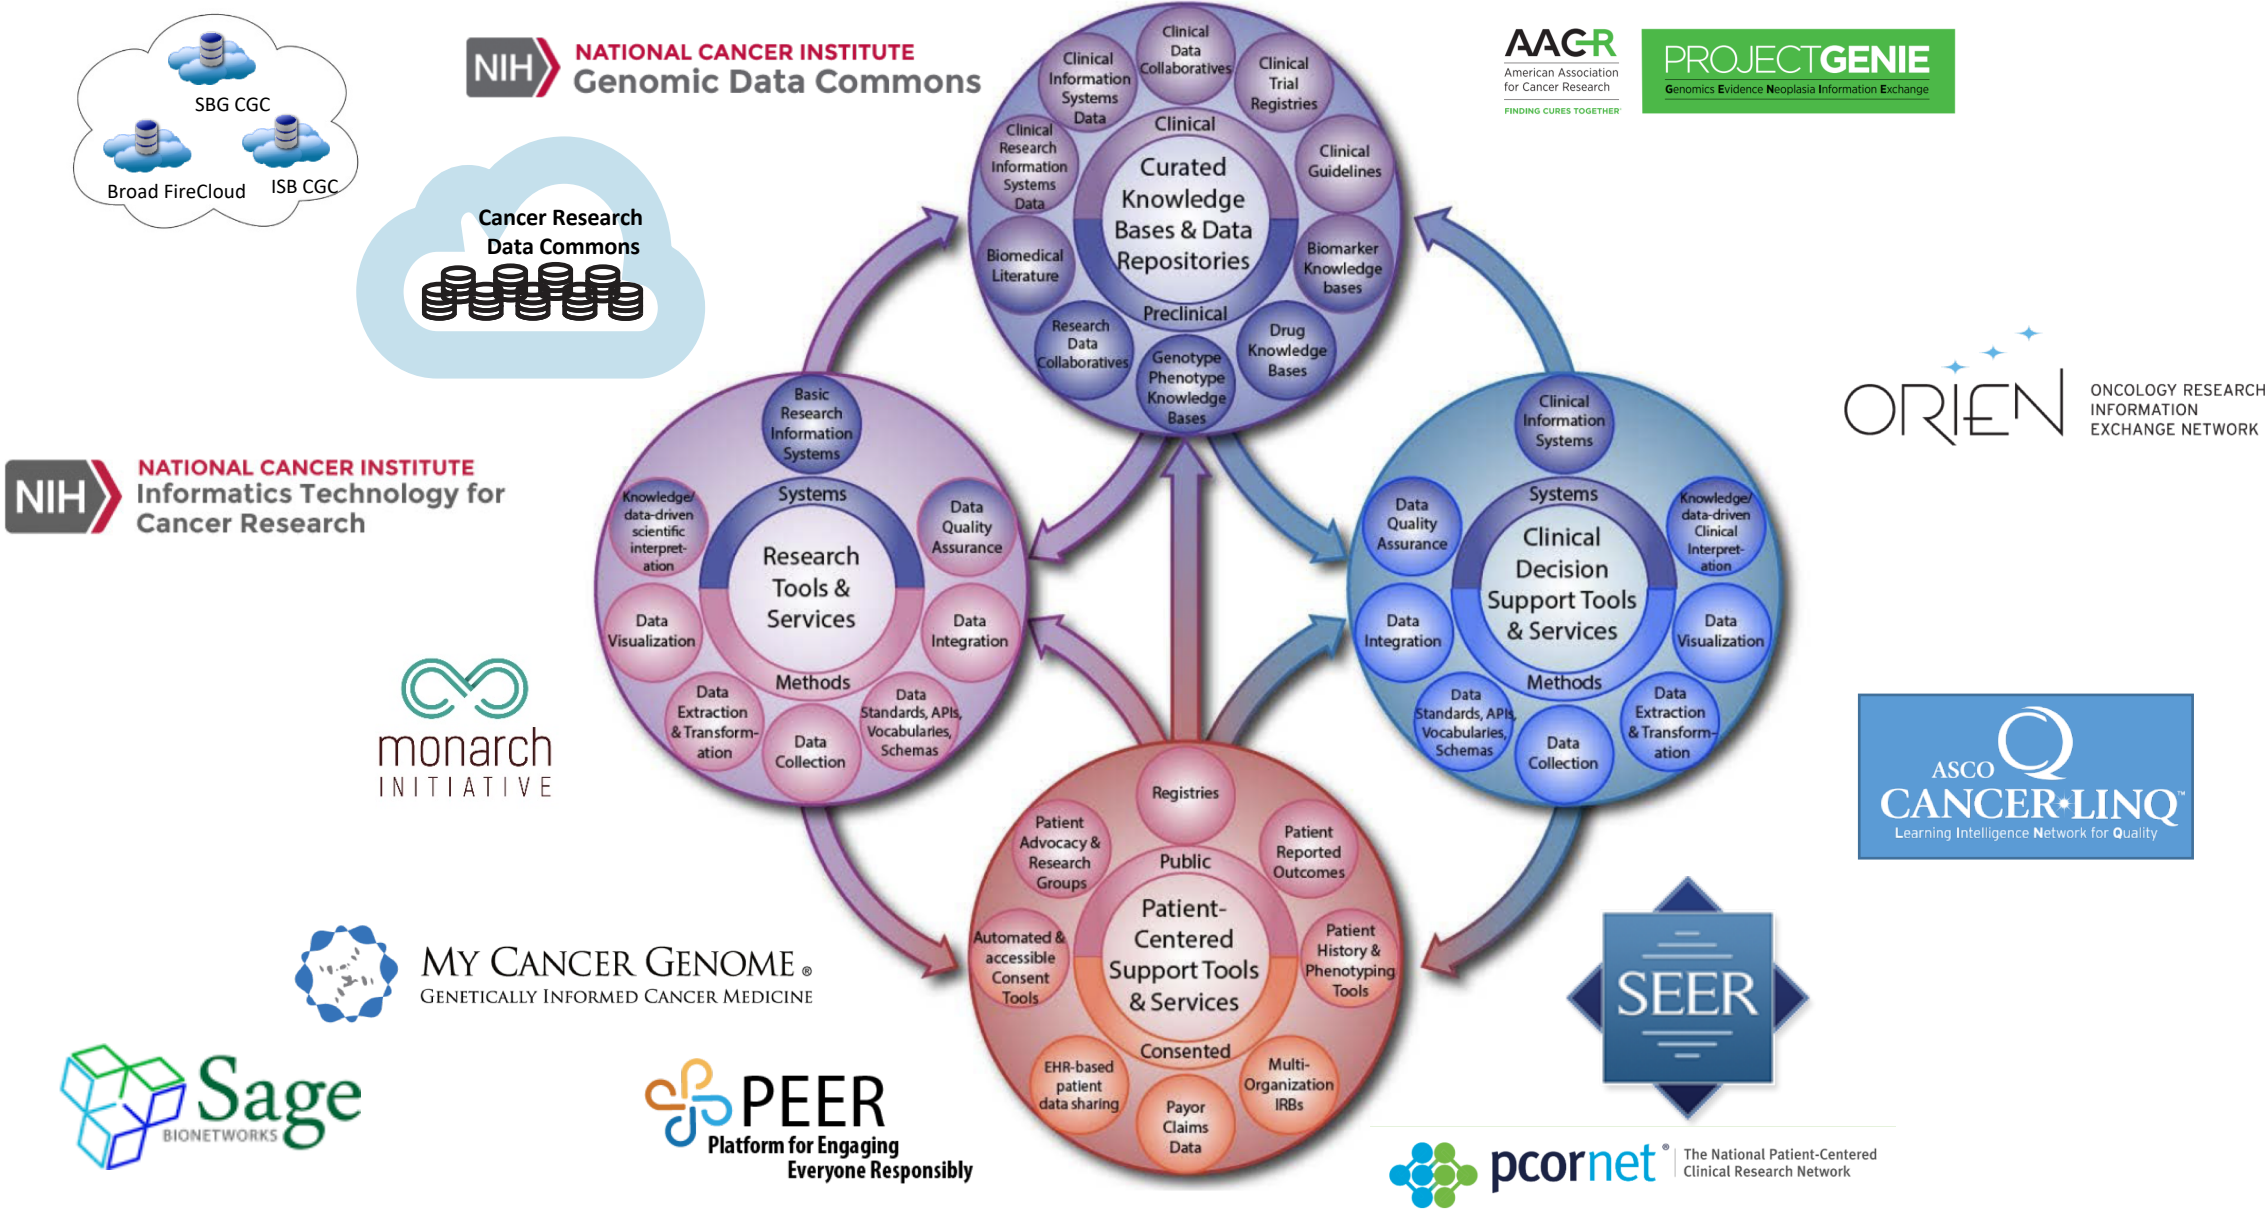 SBG CGC
Broad FireCloud
ISB CGC
NIH
NATIONAL CANCER INSTITUTE
Genomic Data Commons
Cancer Research
Data Commons
AACR
American Association
for Cancer Research
FINDING CURES TOGETHER
PROJECTGENIE
Genomics Evidence Neoplasia Information Exchange
Clinical
Data
Collaboratives
Clinical
Information
Systems
Data
Clinical
Trial
Registries
Clinical
Research
Information
Systems
Data
Clinical
Guidelines
Biomedical
Literature
Biomarker
Knowledge
bases
Research
Data
Collaboratives
Genotype
Phenotype
Knowledge
Bases
Drug
Knowledge
Bases
Clinical
Curated
Knowledge
Bases & Data
Repositories
Preclinical
NIH
NATIONAL CANCER INSTITUTE
Informatics Technology for
Cancer Research
Basic
Research
Information
Systems
Knowledge/
data-driven
scientific
interpret-
ation
Data
Quality
Assurance
Systems
Research
Tools &
Services
Methods
Data
Visualization
Data
Integration
Data
Extraction
& Transform-
ation
Data
Collection
Data
Standards, APIs,
Vocabularies,
Schemas
Clinical
Information
Systems
Data
Quality
Assurance
Knowledge/
data-driven
Clinical
Interpret-
ation
Systems
Clinical
Decision
Support Tools
& Services
Methods
Data
Integration
Data
Visualization
Data
Standards, APIs,
Vocabularies,
Schemas
Data
Collection
Data
Extraction
& Transform-
ation
ORIEN
ONCOLOGY RESEARCH
INFORMATION
EXCHANGE NETWORK
monarch
INITIATIVE
ASCO
CANCER LINQ™
Learning Intelligence Network for Quality
Registries
Patient
Advocacy &
Research
Groups
Patient
Reported
Outcomes
Public
Patient-
Centered
Support Tools
& Services
Consented
Automated &
accessible
Consent
Tools
Patient
History &
Phenotyping
Tools
EHR-based
patient
data sharing
Payor
Claims
Data
Multi-
Organization
IRBs
MY CANCER GENOME®
GENETICALLY INFORMED CANCER MEDICINE
SEER
Sage
BIONETWORKS
PEER
Platform for Engaging
Everyone Responsibly
pcornet®
The National Patient-Centered
Clinical Research Network